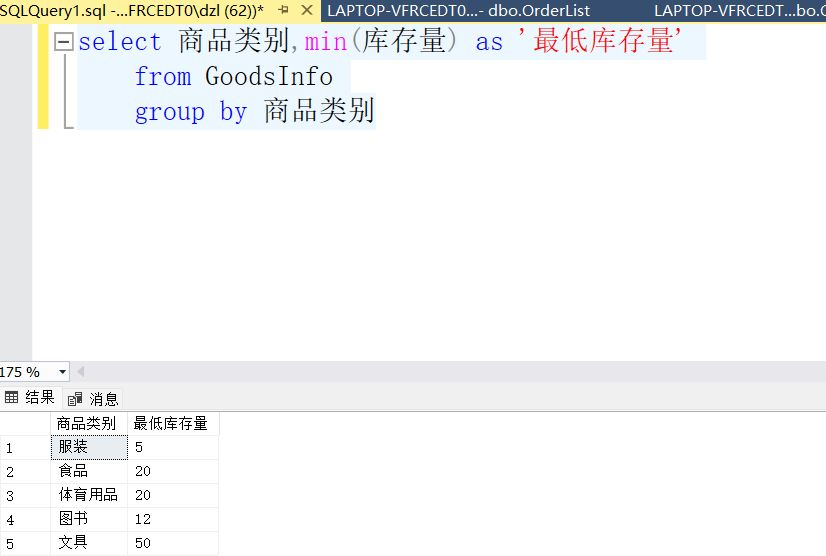 SQLQuery1.sql -...FRCEDT0\dzl (62))* LAPTOP-VFRCEDT0...- dbo.OrderList LAPTOP-VFRCEDT...bo.G
select 商品类别,min(库存量) as '最低库存量'
from GoodsInfo
group by 商品类别
175 %
结果 消息
商品类别 最低库存量
1 服装 5
2 食品 20
3 体育用品 20
4 图书 12
5 文具 50